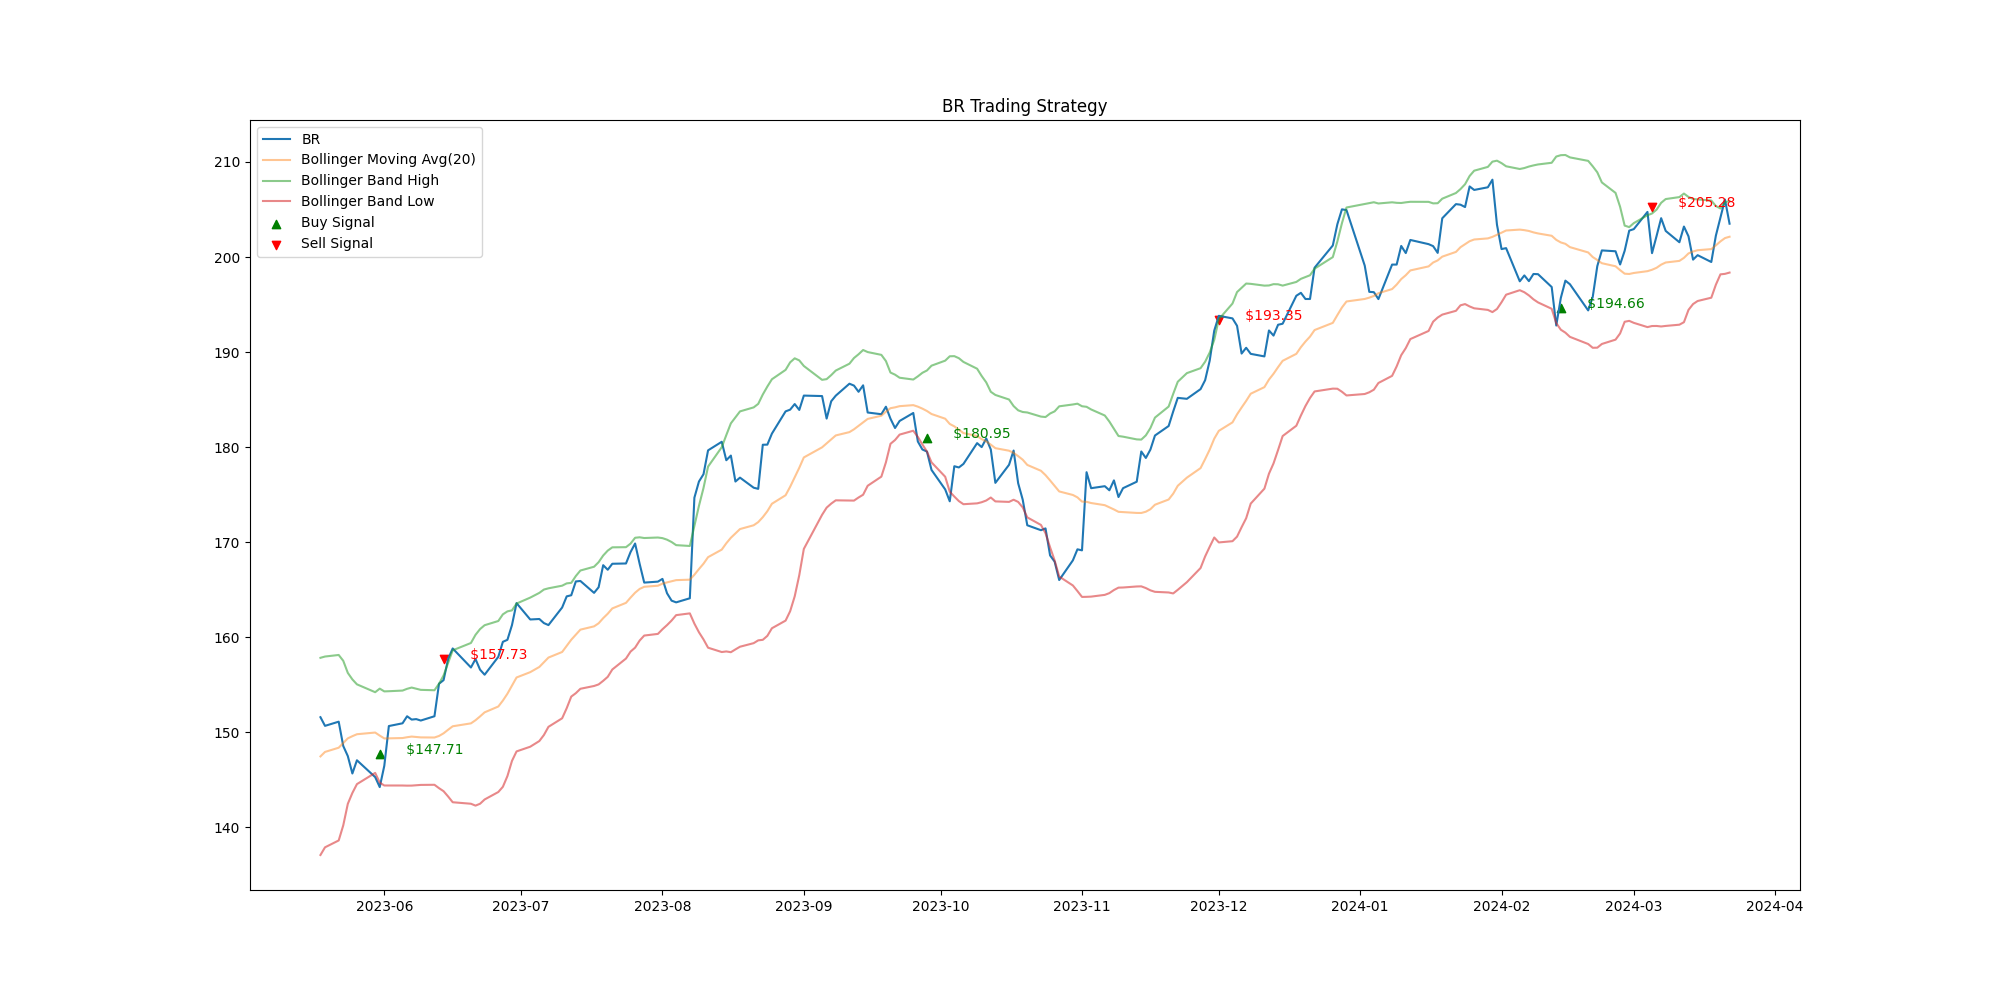 BR Trading Strategy
BR
Bollinger Moving Avg(20)
Bollinger Band High
Bollinger Band Low
Buy Signal
Sell Signal
210
200
190
180
170
160
150
140
$205.28
$194.66
$193.35
$180.95
$157.73
$147.71
2023-06 2023-07 2023-08 2023-09 2023-10 2023-11 2023-12 2024-01 2024-02 2024-03 2024-04